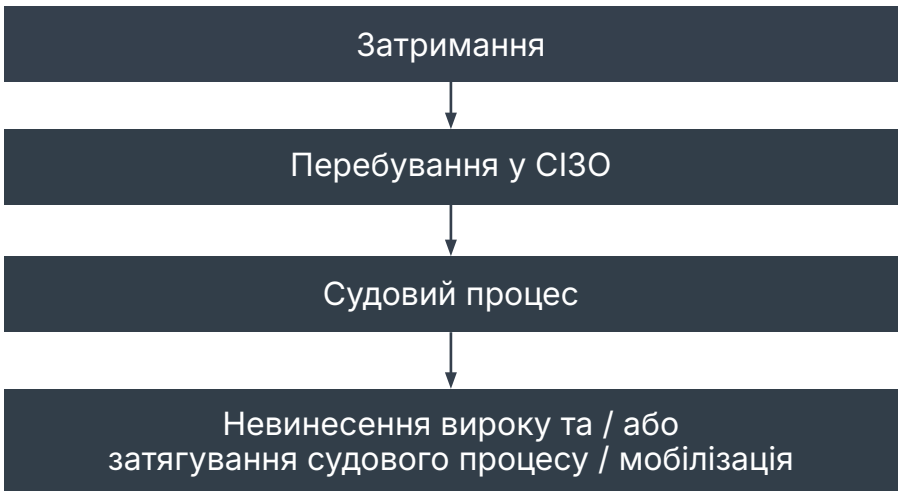 Затримання
Перебування у СІЗО
Судовий процес
Невинесення вироку та / або
затягування судового процесу / мобілізація